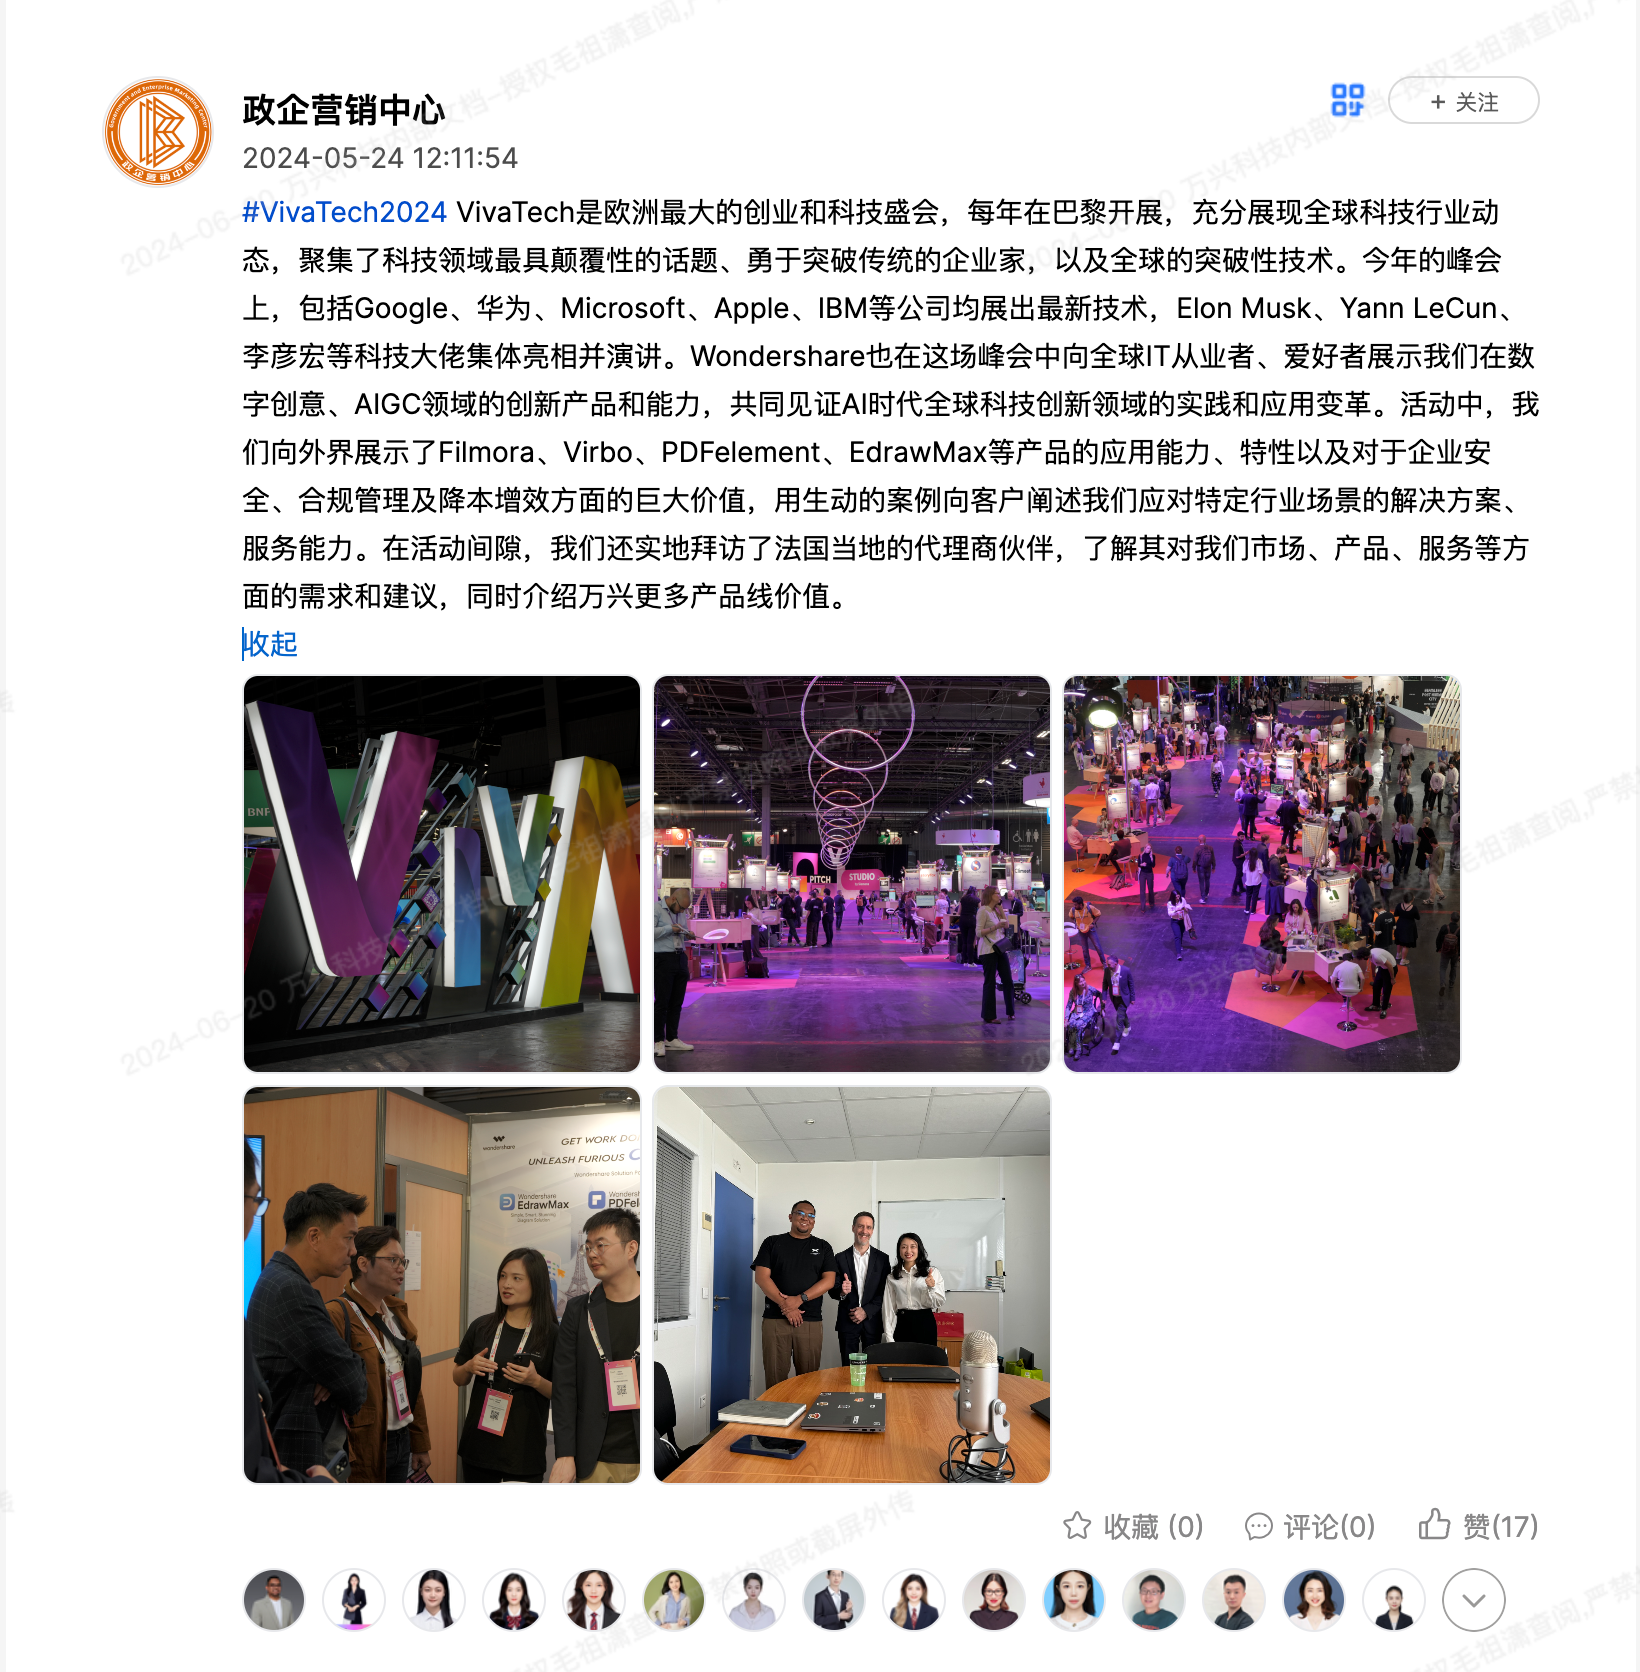 政企营销中心
+ 关注
2024-05-24 12:11:54
#VivaTech2024 VivaTech是欧洲最大的创业和科技盛会，每年在巴黎开展，充分展现全球科技行业动
态，聚集了科技领域最具颠覆性的话题、勇于突破传统的企业家，以及全球的突破性技术。今年的峰会
上，包括Google、华为、Microsoft、Apple、IBM等公司均展出最新技术，Elon Musk、Yann LeCun、
李彦宏等科技大佬集体亮相并演讲。Wondershare也在这场峰会中向全球IT从业者、爱好者展示我们在数
字创意、AIGC领域的创新产品和能力，共同见证AI时代全球科技创新领域的实践和应用变革。活动中，我
们向外界展示了Filmora、Virbo、PDFelement、EdrawMax等产品的应用能力、特性以及对于企业安
全、合规管理及降本增效方面的巨大价值，用生动的案例向客户阐述我们应对特定行业场景的解决方案、
服务能力。在活动间隙，我们还实地拜访了法国当地的代理商伙伴，了解其对我们市场、产品、服务等方
面的需求和建议，同时介绍万兴更多产品线价值。
收起
BNP
VIVA
PITCH
STUDIO
wondershare
GET WORK DO
UNLEASH FURIOUS
Wondershare
EdrawMax
PDFel
收藏 (0)
评论(0)
赞(17)